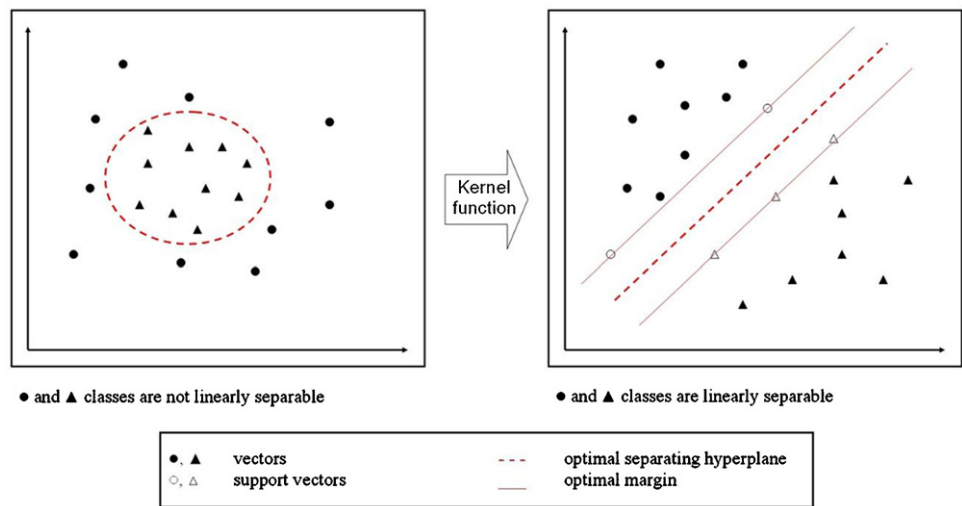 Kernel
function
● and ▲ classes are not linearly separable
● and ▲ classes are linearly separable
●, ▲ vectors
○, △ support vectors
optimal separating hyperplane
optimal margin